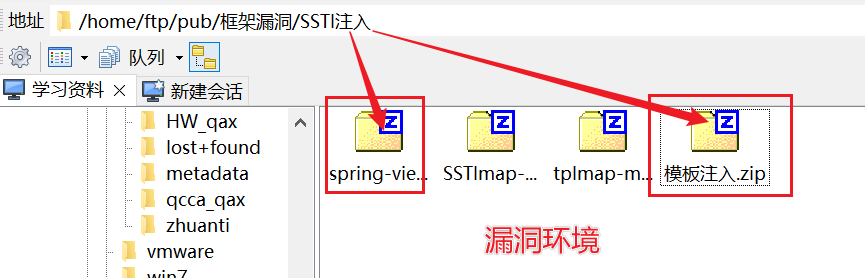 地址 /home/ftp/pub/框架漏洞/SSTI注入
队列
学习资料 新建会话
HW_qax
lost+found
metadata
qcca_qax
zhuanti
vmware
win7
spring-vie... SSTImap-... tplmap-m... 模板注入.zip
漏洞环境